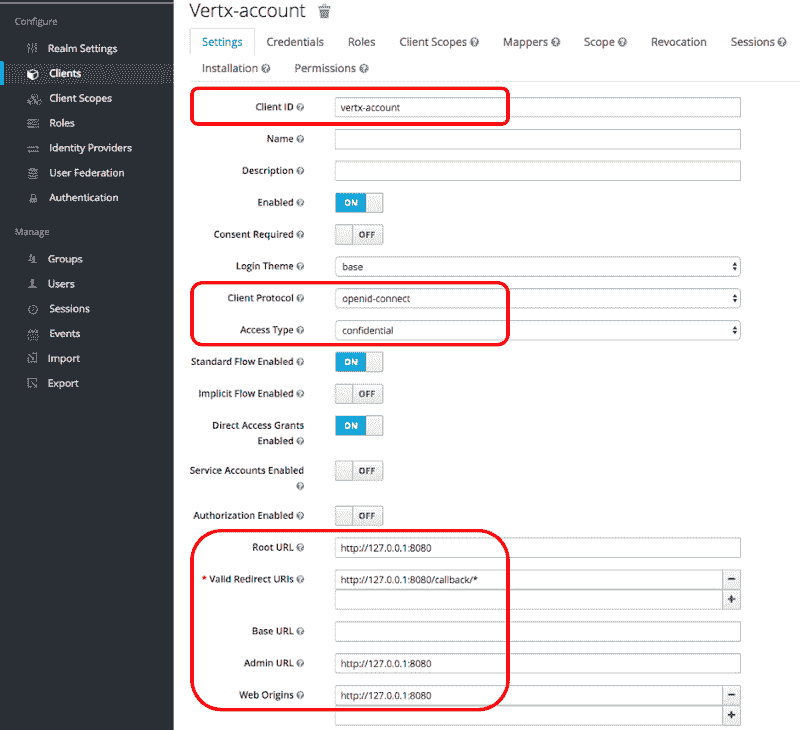 Configure
Realm Settings
Clients
Client Scopes
Roles
Identity Providers
User Federation
Authentication
Manage
Groups
Users
Sessions
Events
Import
Export
Vertx-account
Settings Credentials Roles Client Scopes Mappers Scope Revocation Sessions
Installation Permissions
Client ID vertx-account
Name
Description
Enabled ON
Consent Required OFF
Login Theme base
Client Protocol openid-connect
Access Type confidential
Standard Flow Enabled ON
Implicit Flow Enabled OFF
Direct Access Grants
Enabled ON
Service Accounts Enabled OFF
Authorization Enabled OFF
Root URL http://127.0.0.1:8080
* Valid Redirect URIs http://127.0.0.1:8080/callback/*
Base URL
Admin URL http://127.0.0.1:8080
Web Origins http://127.0.0.1:8080